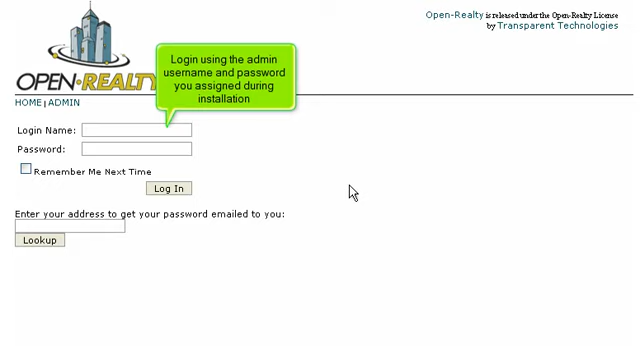 Open-Realty is released under the Open-Realty License
by Transparent Technologies
OPEN·REALTY
Login using the admin
username and password
you assigned during
installation
HOME | ADMIN
Login Name:
Password:
Remember Me Next Time
Log In
Enter your address to get your password emailed to you:
Lookup